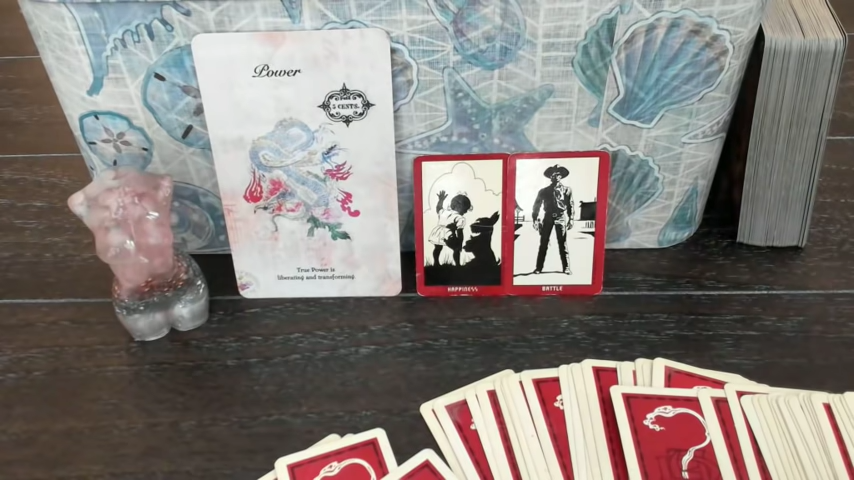 Power
5 CENTS.
True Power is
liberating and transforming
HAPPINESS
BATTLE